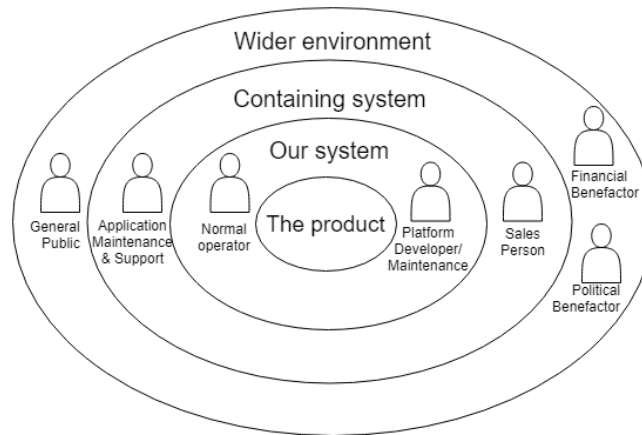 Wider environment
Containing system
Our system
The product
General
Public
Application
Maintenance
& Support
Normal
operator
Platform
Developer/
Maintenance
Sales
Person
Financial
Benefactor
Political
Benefactor